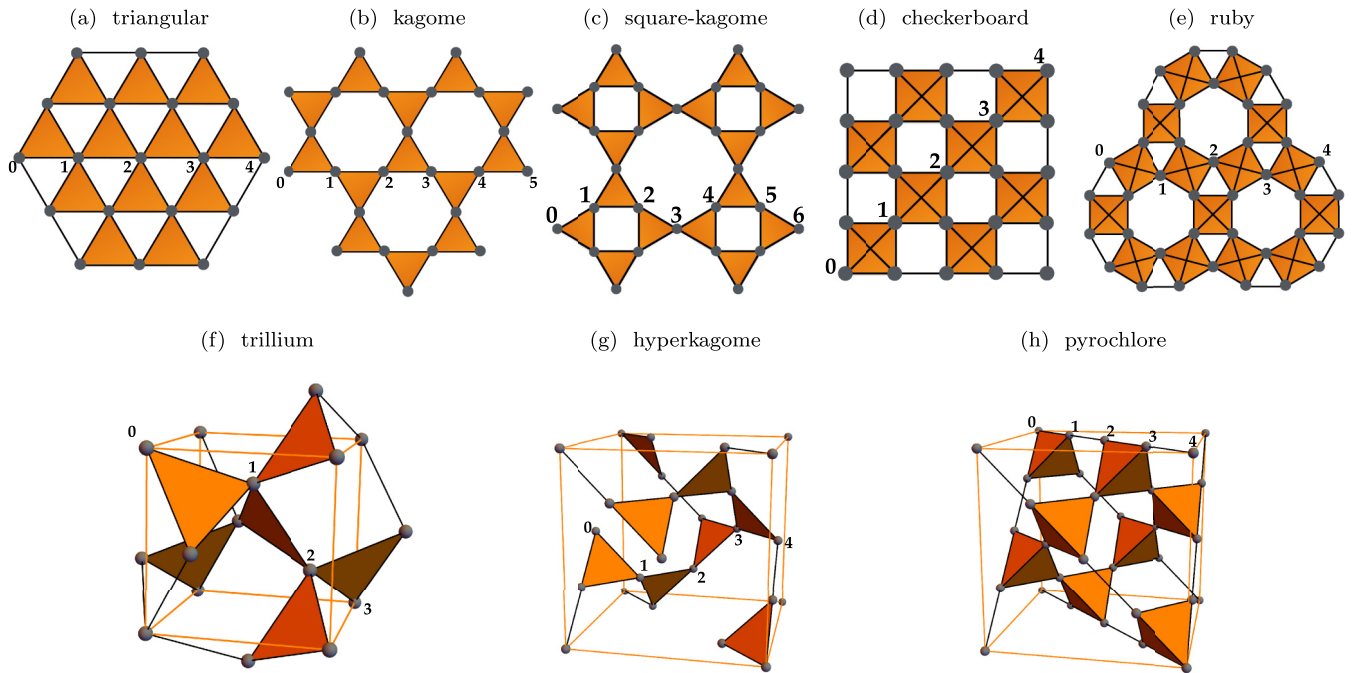 (a) triangular
(b) kagome
(c) square-kagome
(d) checkerboard
(e) ruby
0 1 2 3 4
0 1 2 3 4 5
0 1 2 3 4 5 6
0 1 2 3 4
0 1 2 3 4
(f) trillium
(g) hyperkagome
(h) pyrochlore
0 1 2 3
0 1 2 3 4
0 1 2 3 4